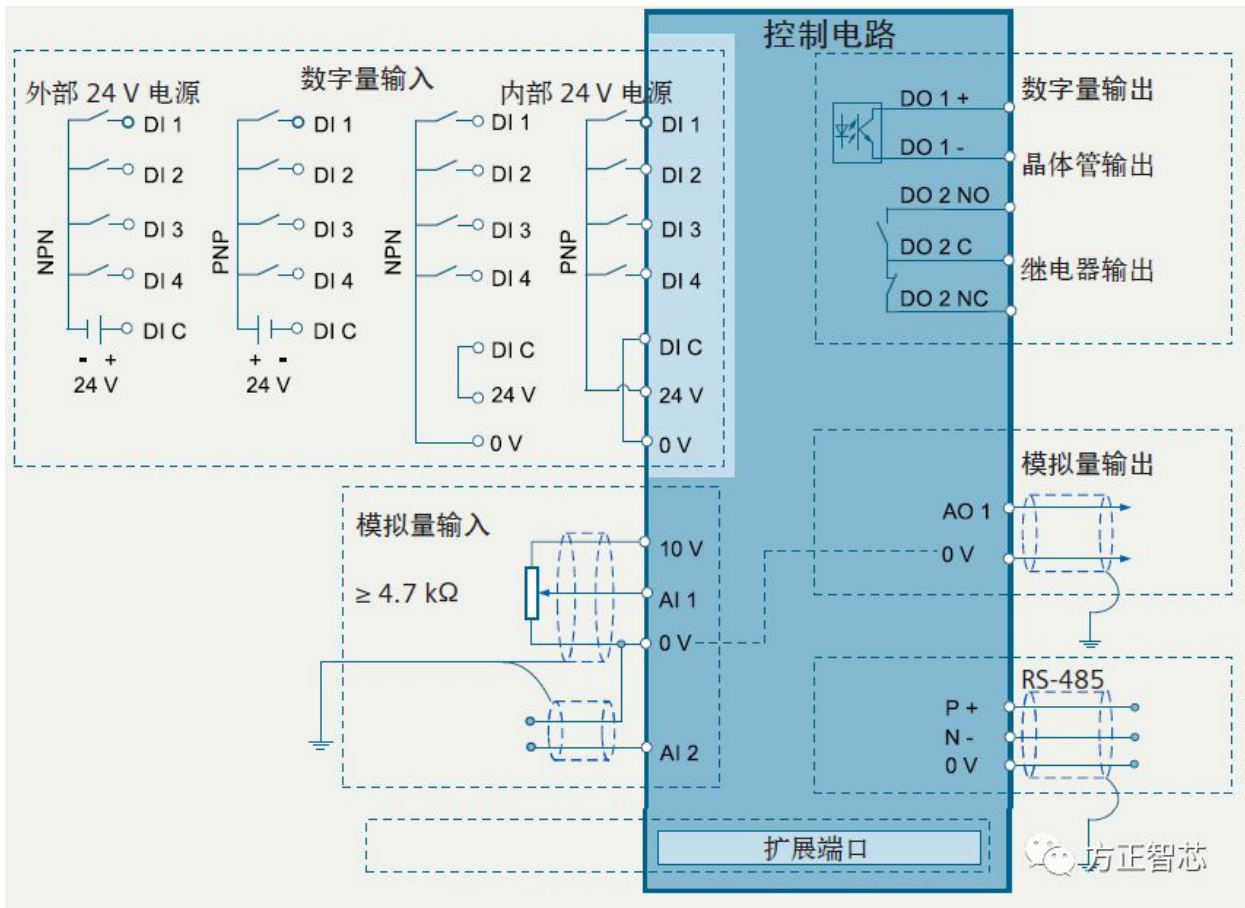 控制电路
外部 24 V 电源
数字量输入
内部 24 V 电源
NPN
DI 1
DI 2
DI 3
DI 4
DI C
- +
24 V
PNP
DI 1
DI 2
DI 3
DI 4
DI C
+ -
24 V
NPN
DI 1
DI 2
DI 3
DI 4
DI C
24 V
0 V
PNP
DI 1
DI 2
DI 3
DI 4
DI C
24 V
0 V
数字量输出
DO 1 +
DO 1 -
晶体管输出
DO 2 NO
DO 2 C
DO 2 NC
继电器输出
模拟量输入
≥ 4.7 kΩ
10 V
AI 1
0 V
AI 2
模拟量输出
AO 1
0 V
RS-485
P +
N -
0 V
扩展端口
方正智芯